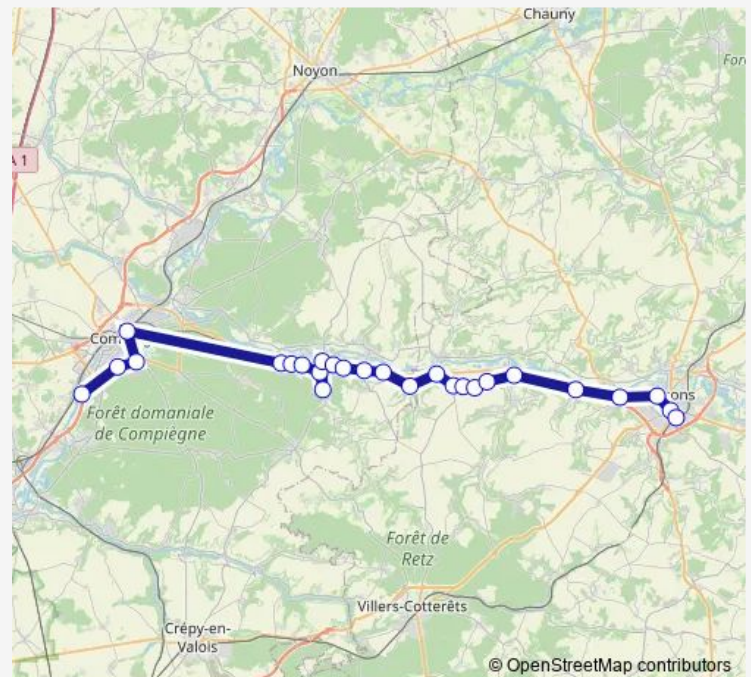 Chauny
Noyon
A 1
Forêt domaniale
de Compiègne
Forêt de
Retz
Villers-Cotterêts
Crépy-en-
Valois
© OpenStreetMap contributors